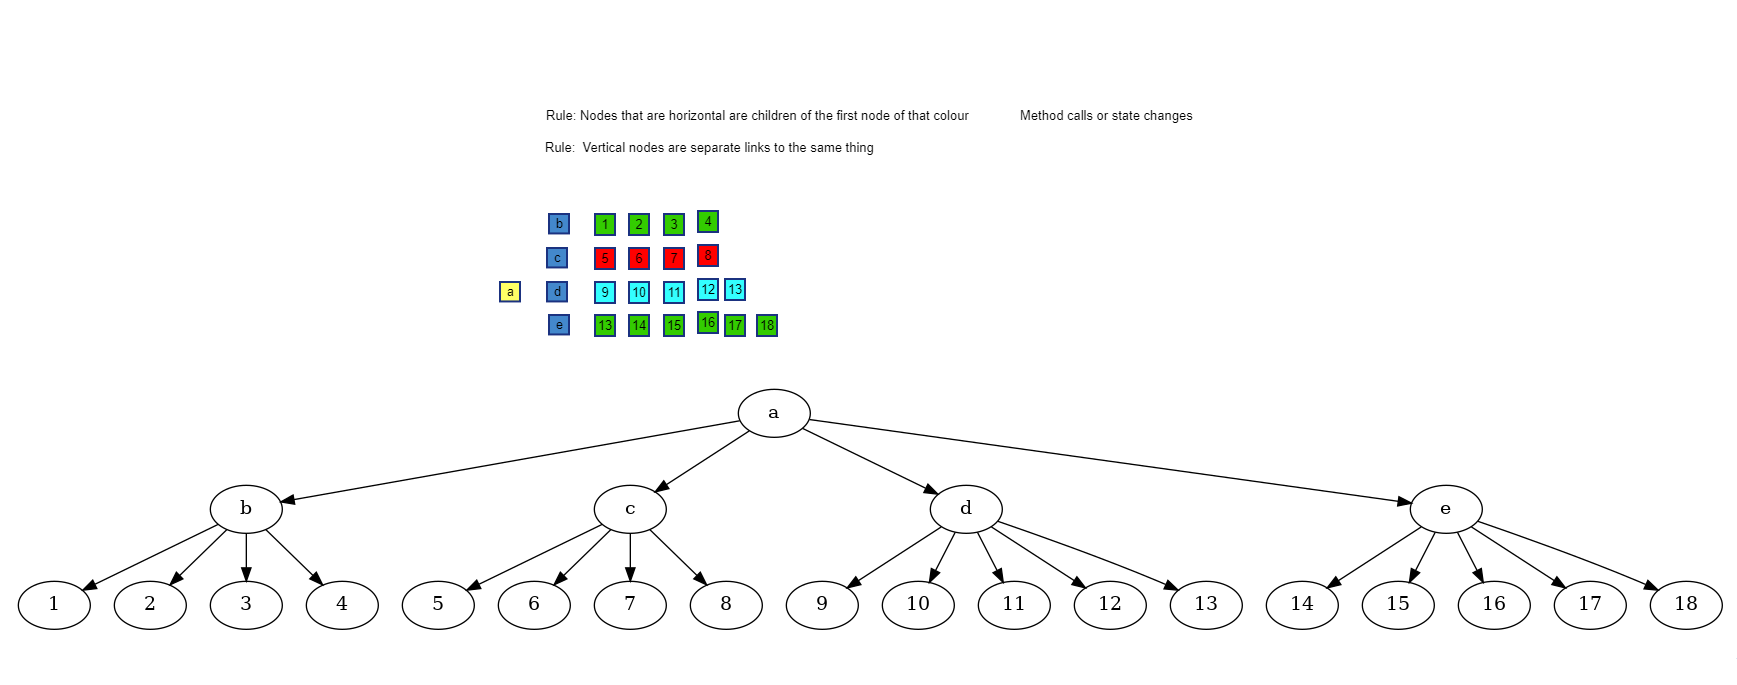 Rule: Nodes that are horizontal are children of the first node of that colour
Method calls or state changes
Rule:  Vertical nodes are separate links to the same thing
b 1 2 3 4
c 5 6 7 8
a d 9 10 11 12 13
e 13 14 15 16 17 18
a
b c d e
1 2 3 4 5 6 7 8 9 10 11 12 13 14 15 16 17 18